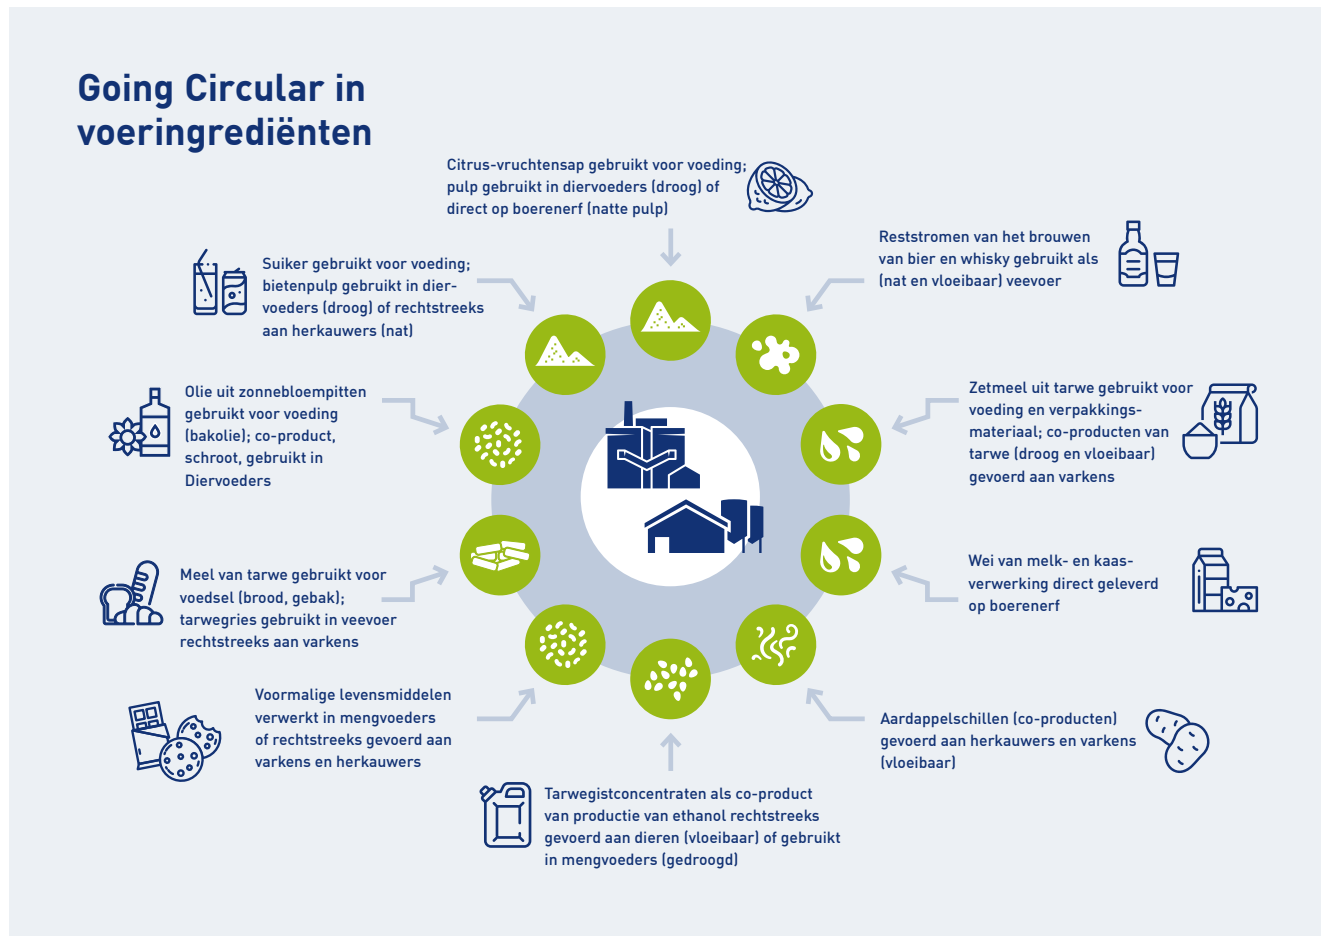 Going Circular in
voeringrediënten
Citrus-vruchtensap gebruikt voor voeding;
pulp gebruikt in diervoeders (droog) of
direct op boerenerf (natte pulp)
Reststromen van het brouwen
van bier en whisky gebruikt als
(nat en vloeibaar) veevoer
Suiker gebruikt voor voeding;
bietenpulp gebruikt in dier-
voeders (droog) of rechtstreeks
aan herkauwers (nat)
Olie uit zonnebloempitten
gebruikt voor voeding
(bakolie); co-product,
schroot, gebruikt in
Diervoeders
Zetmeel uit tarwe gebruikt voor
voeding en verpakkings-
materiaal; co-producten van
tarwe (droog en vloeibaar)
gevoerd aan varkens
Wei van melk- en kaas-
verwerking direct geleverd
op boerenerf
Meel van tarwe gebruikt voor
voedsel (brood, gebak);
tarwegries gebruikt in veevoer
rechtstreeks aan varkens
Voormalige levensmiddelen
verwerkt in mengvoeders
of rechtstreeks gevoerd aan
varkens en herkauwers
Aardappelschillen (co-producten)
gevoerd aan herkauwers en varkens
(vloeibaar)
Tarwegistconcentraten als co-product
van productie van ethanol rechtstreeks
gevoerd aan dieren (vloeibaar) of gebruikt
in mengvoeders (gedroogd)